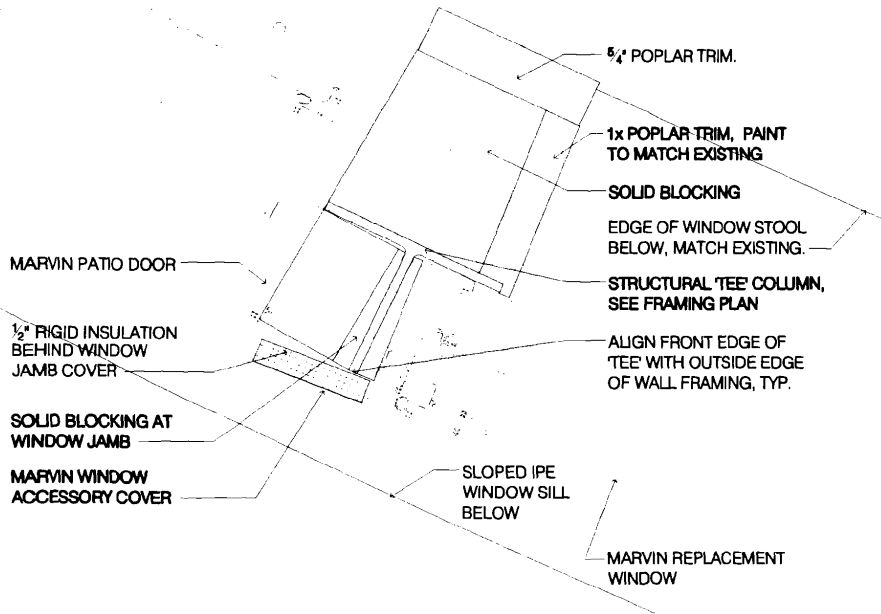 5/4" POPLAR TRIM.
1x POPLAR TRIM, PAINT
TO MATCH EXISTING
SOLID BLOCKING
EDGE OF WINDOW STOOL
BELOW, MATCH EXISTING.
STRUCTURAL 'TEE' COLUMN,
SEE FRAMING PLAN
ALIGN FRONT EDGE OF
'TEE' WITH OUTSIDE EDGE
OF WALL FRAMING, TYP.
MARVIN PATIO DOOR
1/2" RIGID INSULATION
BEHIND WINDOW
JAMB COVER
SOLID BLOCKING AT
WINDOW JAMB
MARVIN WINDOW
ACCESSORY COVER
SLOPED IPE
WINDOW SILL
BELOW
MARVIN REPLACEMENT
WINDOW